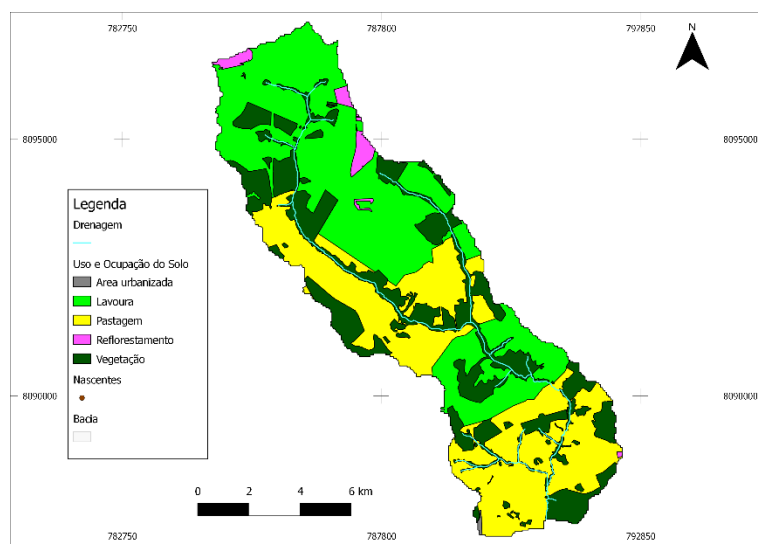 782750
787800
792850
N
8095000
8095000
Legenda
Drenagem
Uso e Ocupação do Solo
Area urbanizada
Lavoura
Pastagem
Reflorestamento
Vegetação
Nascentes
Bacia
8090000
8090000
0 2 4 6 km
782750
787800
792850